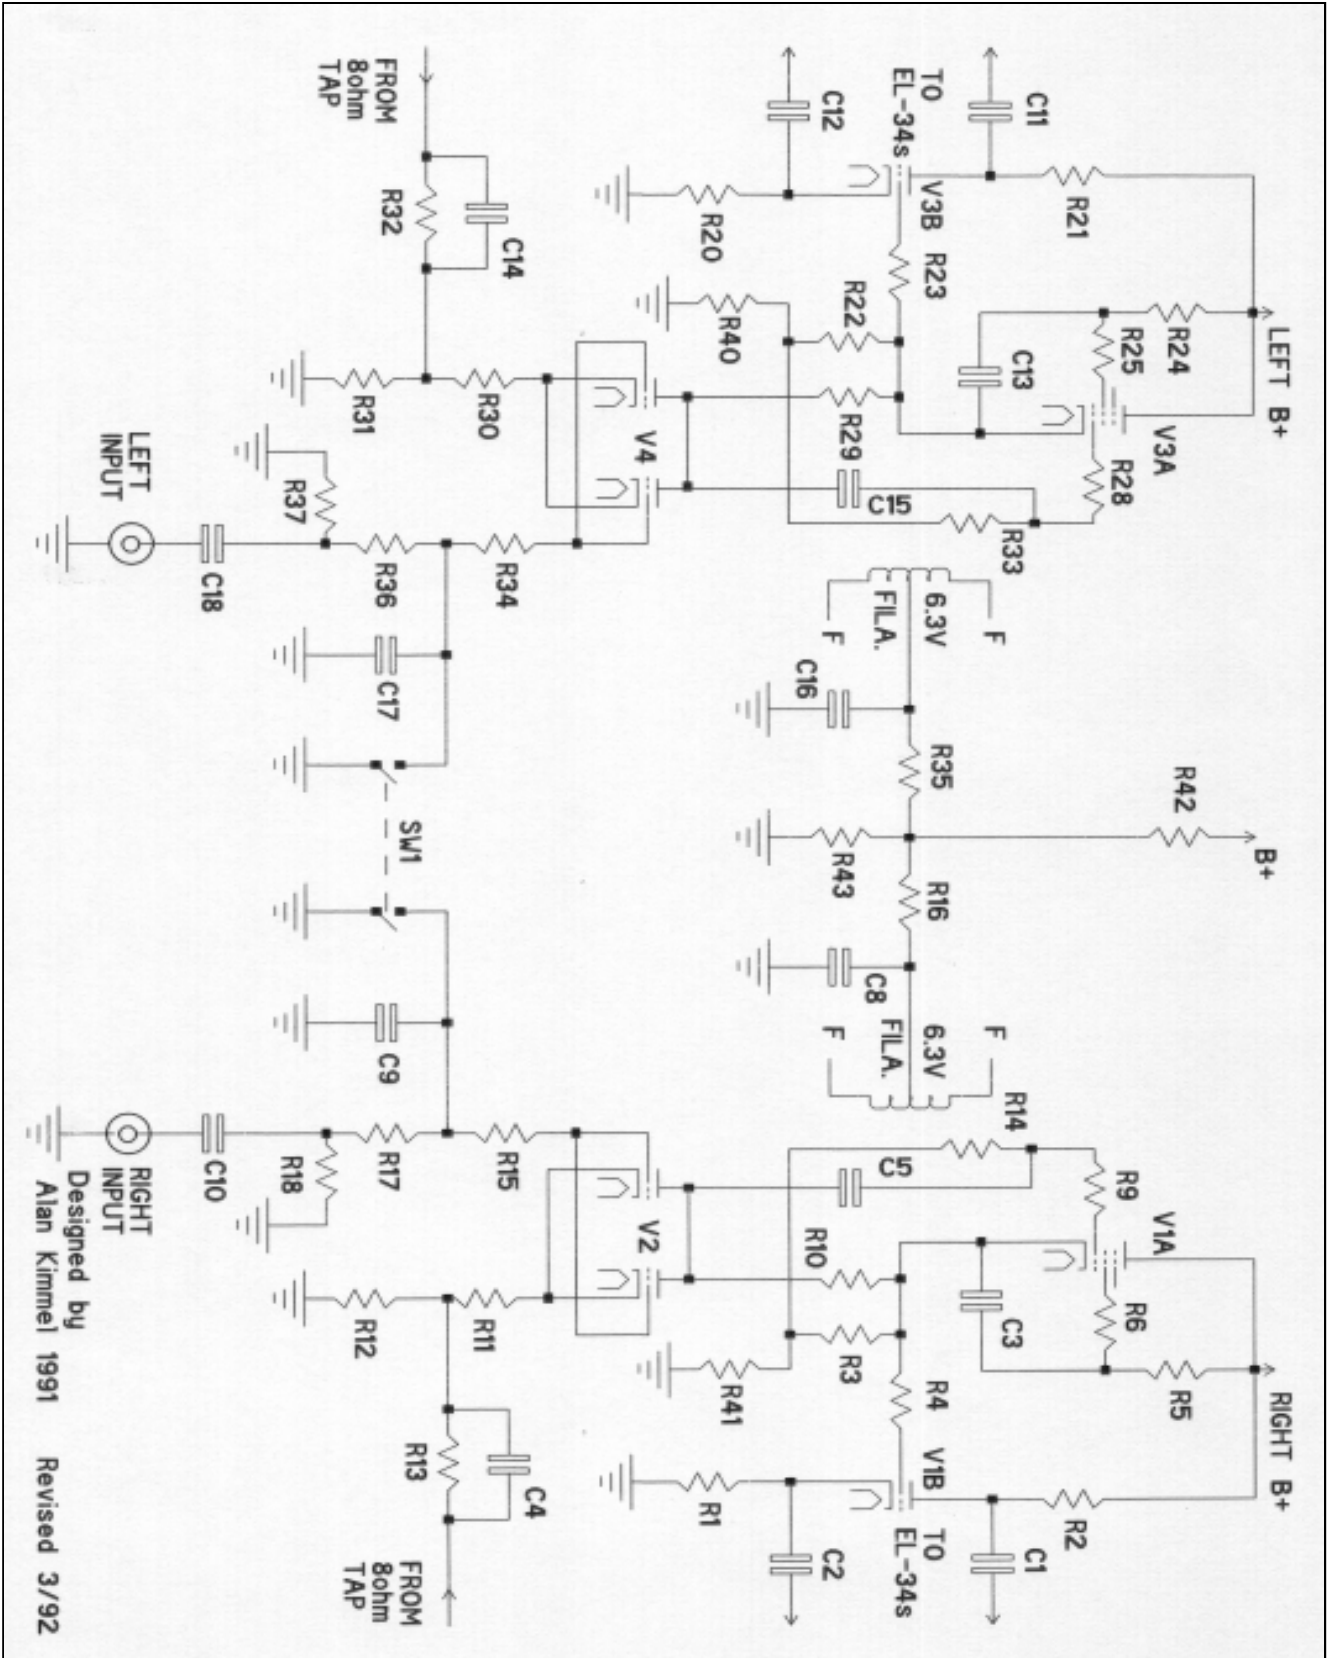 LEFT B+
B+
RIGHT B+
R24
V3A
R42
V1A
R5
R25
R28
R9
R6
R21
R2
C11
C13
R33
F
F
R14
C3
C1
TO
EL-34s
V3B
R23
6.3V
FILA.
R35
R16
6.3V
FILA.
R4
V1B
TO
EL-34s
C12
R22
R29
C15
F
C16
R43
C8
F
C5
R10
R3
C2
R20
R40
R41
R1
V4
V2
C14
R34
R15
C4
R30
R11
FROM
8ohm
TAP
R32
R31
R36
C17
SW1
C9
R17
R12
R13
FROM
8ohm
TAP
R37
R18
C18
C10
LEFT
INPUT
RIGHT
INPUT
Designed by
Alan Kimmel 1991 Revised 3/92